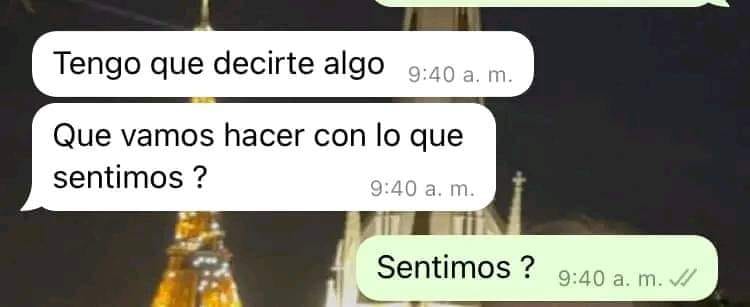 Tengo que decirte algo 9:40 a. m.
Que vamos hacer con lo que
sentimos ? 9:40 a. m.
Sentimos ? 9:40 a. m.